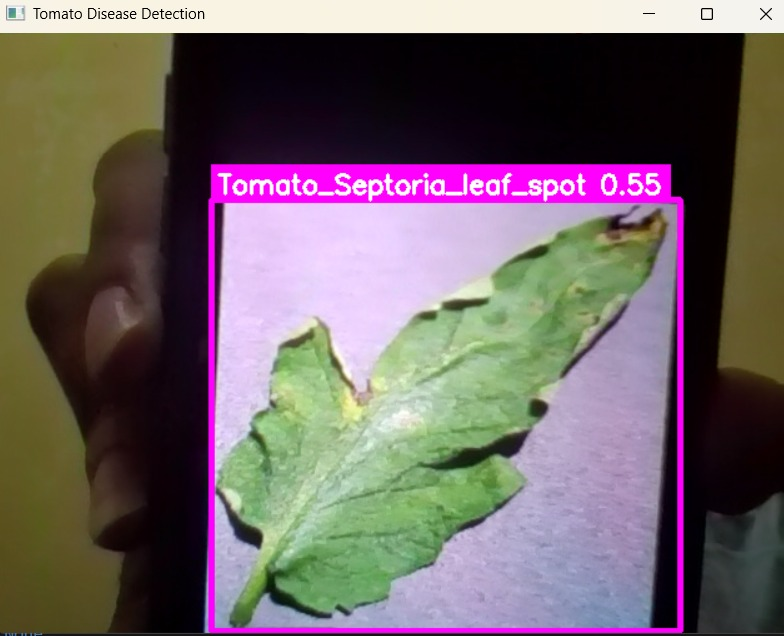 Tomato Disease Detection
Tomato_Septoria_leaf_spot 0.55